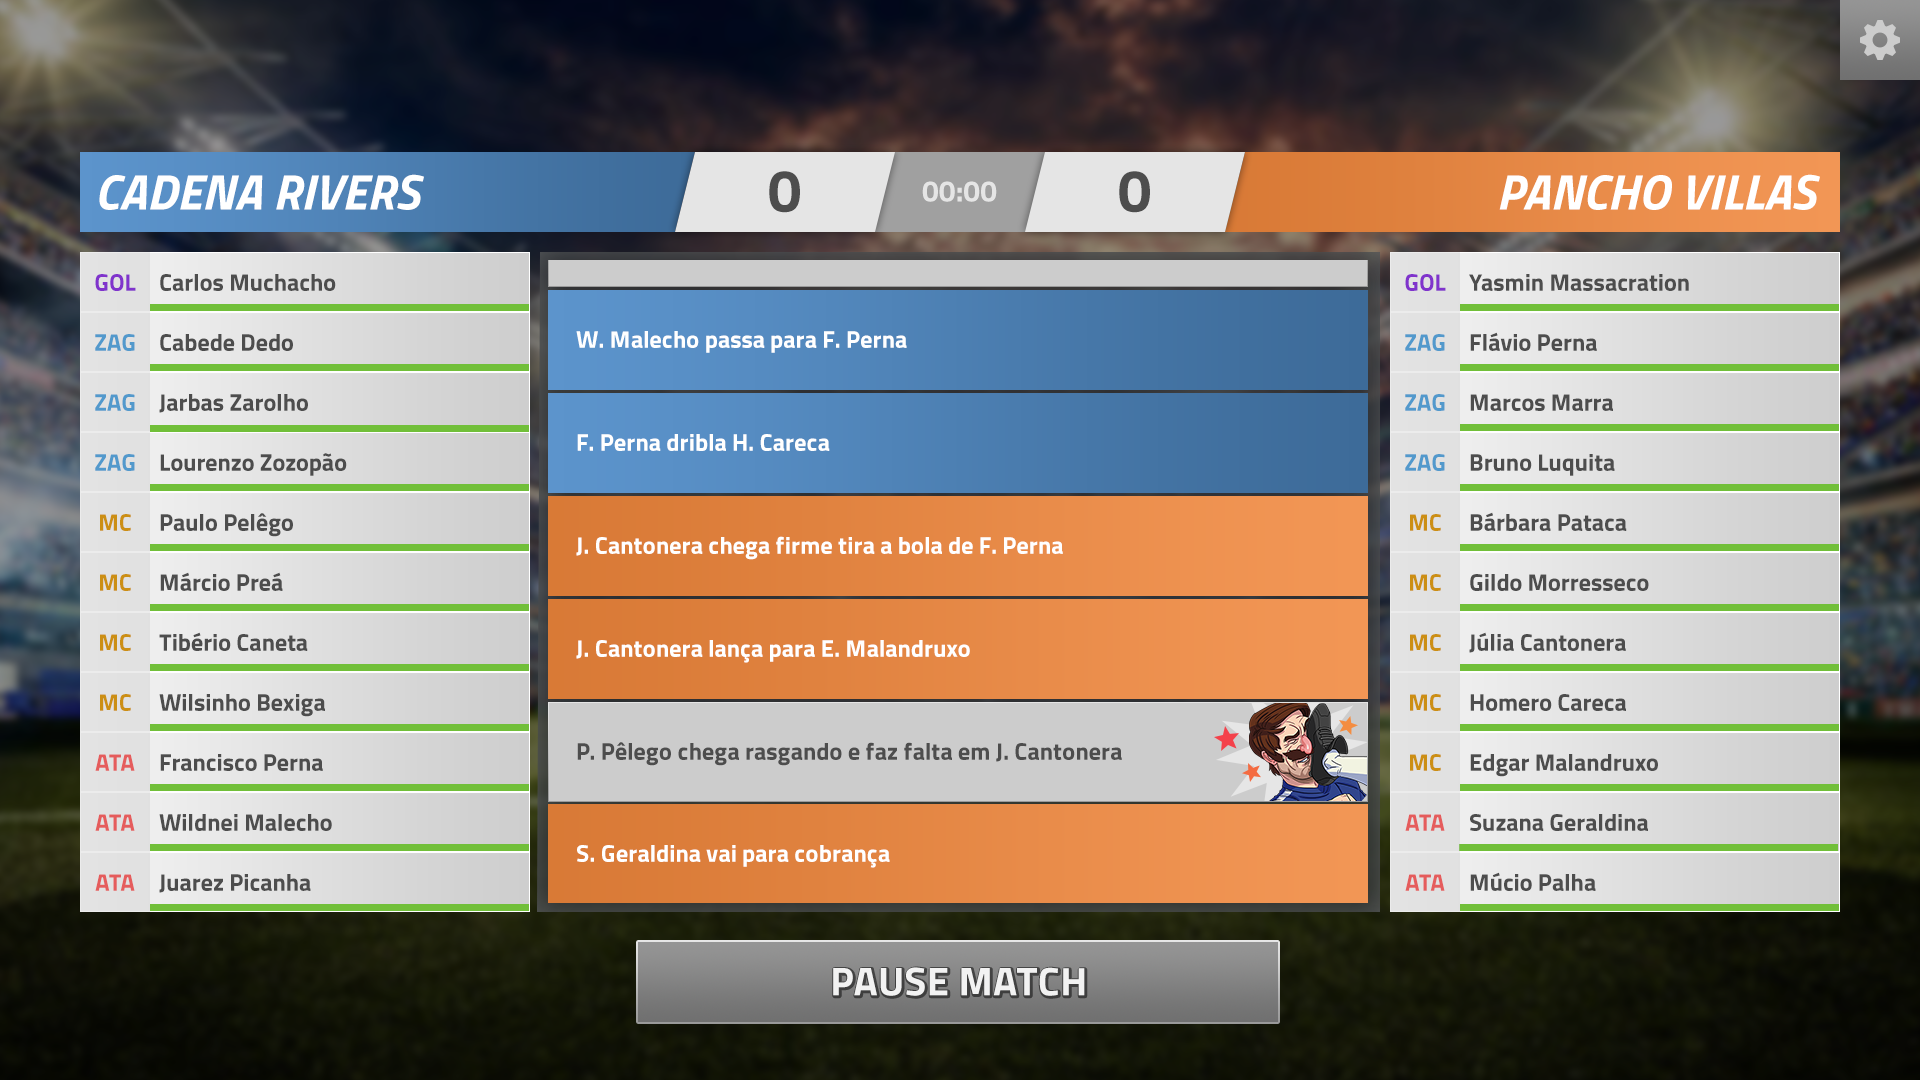 CADENA RIVERS
0
00:00
0
PANCHO VILLAS
GOL Carlos Muchacho
ZAG Cabede Dedo
ZAG Jarbas Zarolho
ZAG Lourenzo Zozopão
MC Paulo Pelêgo
MC Márcio Preá
MC Tibério Caneta
MC Wilsinho Bexiga
ATA Francisco Perna
ATA Wildnei Malecho
ATA Juarez Picanha
W. Malecho passa para F. Perna
F. Perna dribla H. Careca
J. Cantonera chega firme tira a bola de F. Perna
J. Cantonera lança para E. Malandruxo
P. Pêlego chega rasgando e faz falta em J. Cantonera
S. Geraldina vai para cobrança
GOL Yasmin Massacration
ZAG Flávio Perna
ZAG Marcos Marra
ZAG Bruno Luquita
MC Bárbara Pataca
MC Gildo Morresseco
MC Júlia Cantonera
MC Homero Careca
MC Edgar Malandruxo
ATA Suzana Geraldina
ATA Múcio Palha
PAUSE MATCH